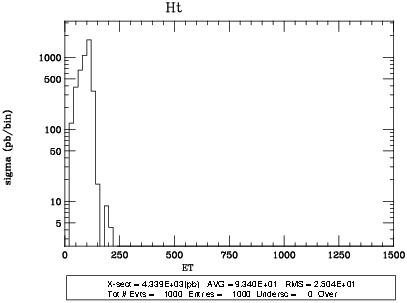 Ht
sigma (pb/bin)
1000
500
100
50
10
5
0 250 500 750 1000 1250 1500
ET
X-sect = 4.339E+03(pb) AVG = 9.340E+01 RMS = 2.504E+01
Tot # Evts = 1000 Entries = 1000 Undersc = 0 Over